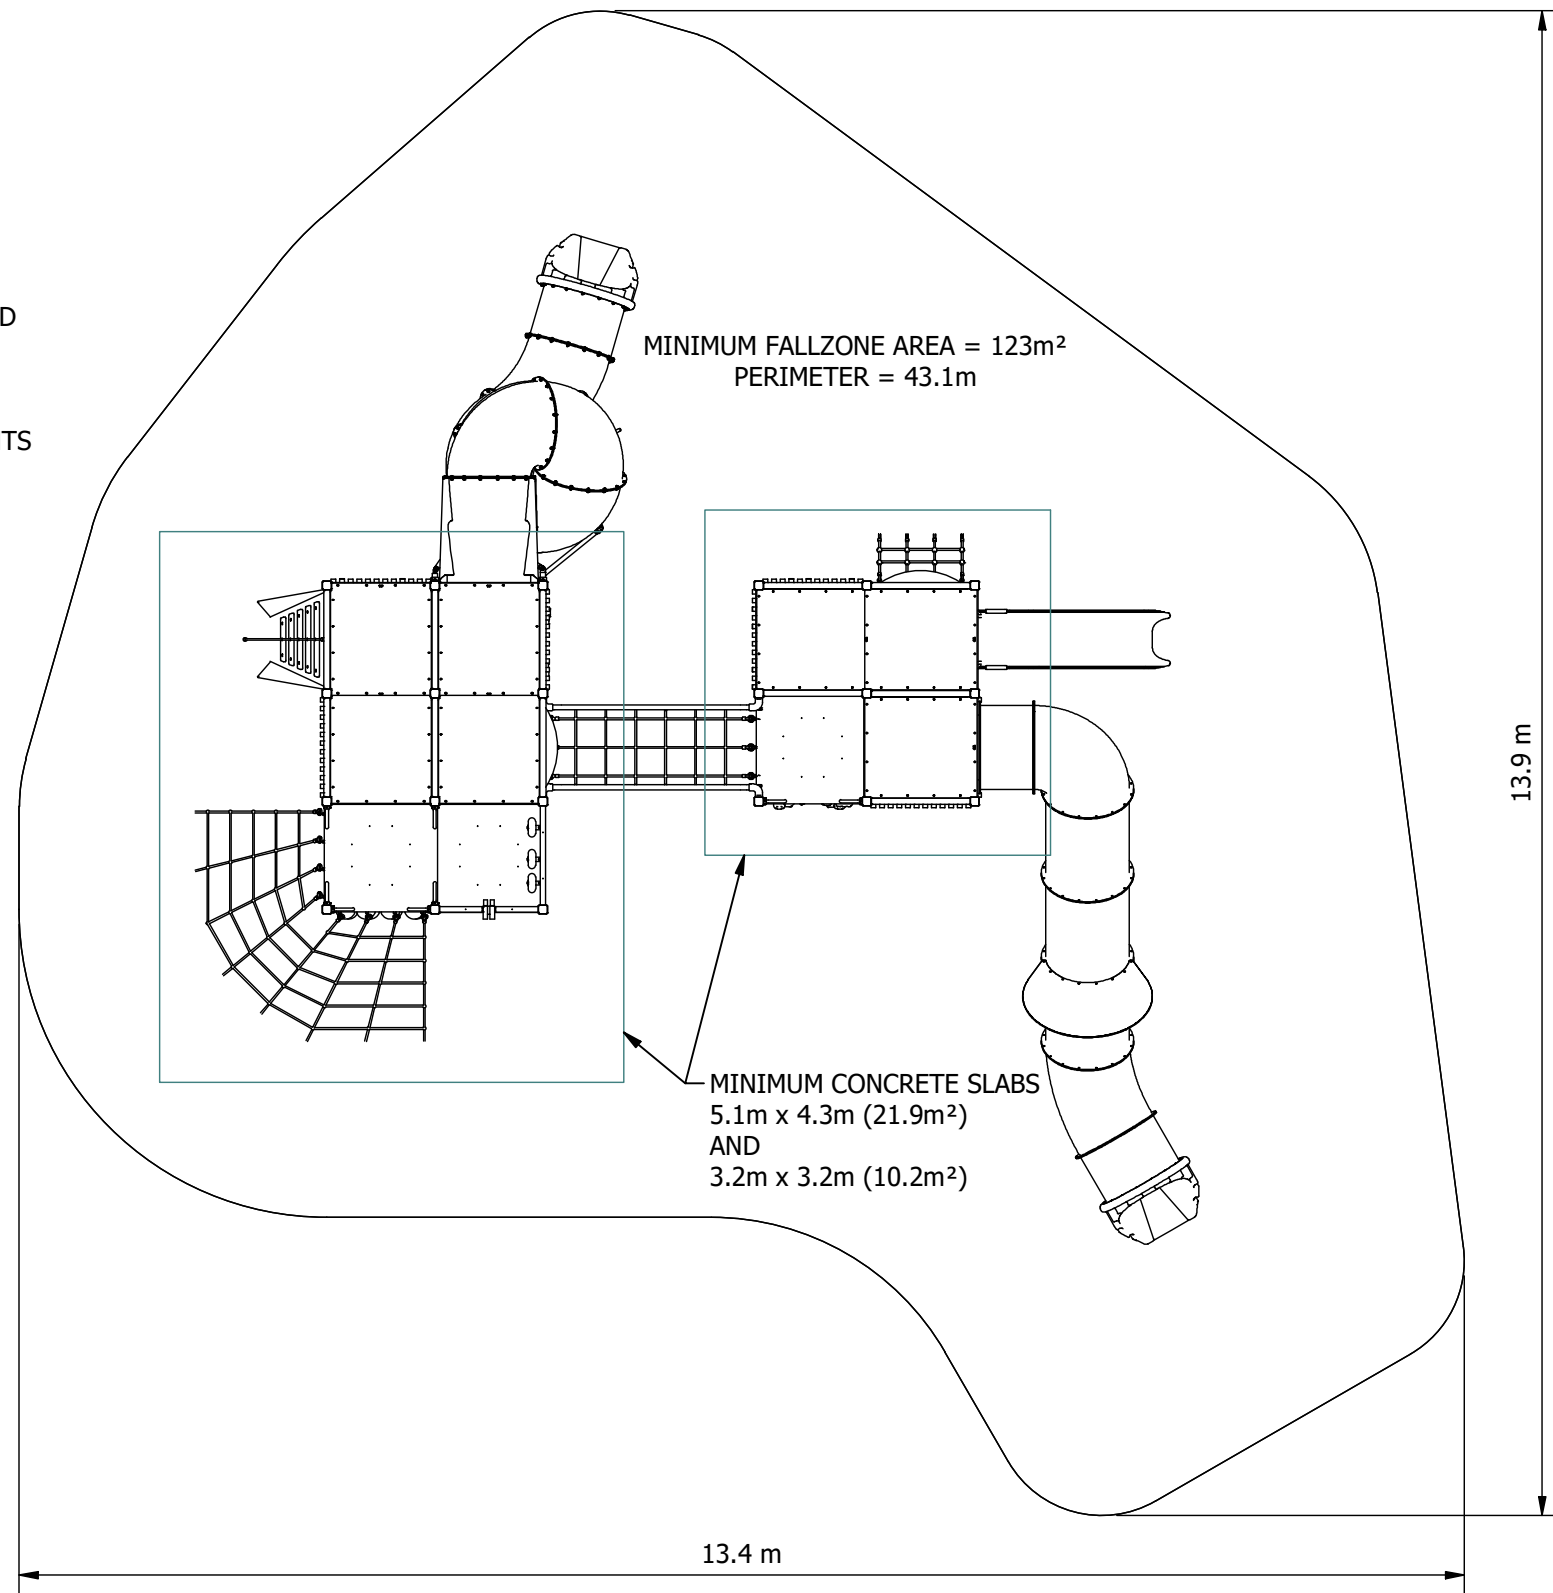 D
TS
MINIMUM FALLZONE AREA = 123m²
PERIMETER = 43.1m
13.9 m
MINIMUM CONCRETE SLABS
5.1m x 4.3m (21.9m²)
AND
3.2m x 3.2m (10.2m²)
13.4 m